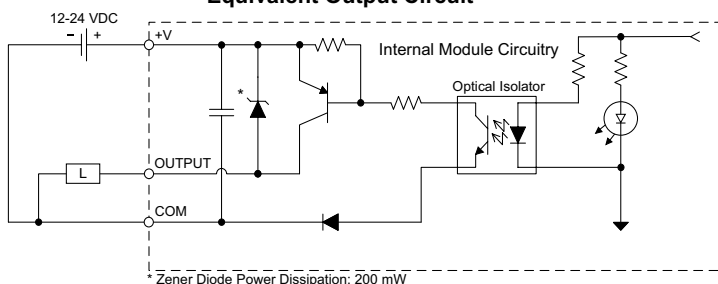 Equivalent Output Circuit
12-24 VDC
– +
+V
Internal Module Circuitry
Optical Isolator
*
OUTPUT
L
COM
* Zener Diode Power Dissipation: 200 mW